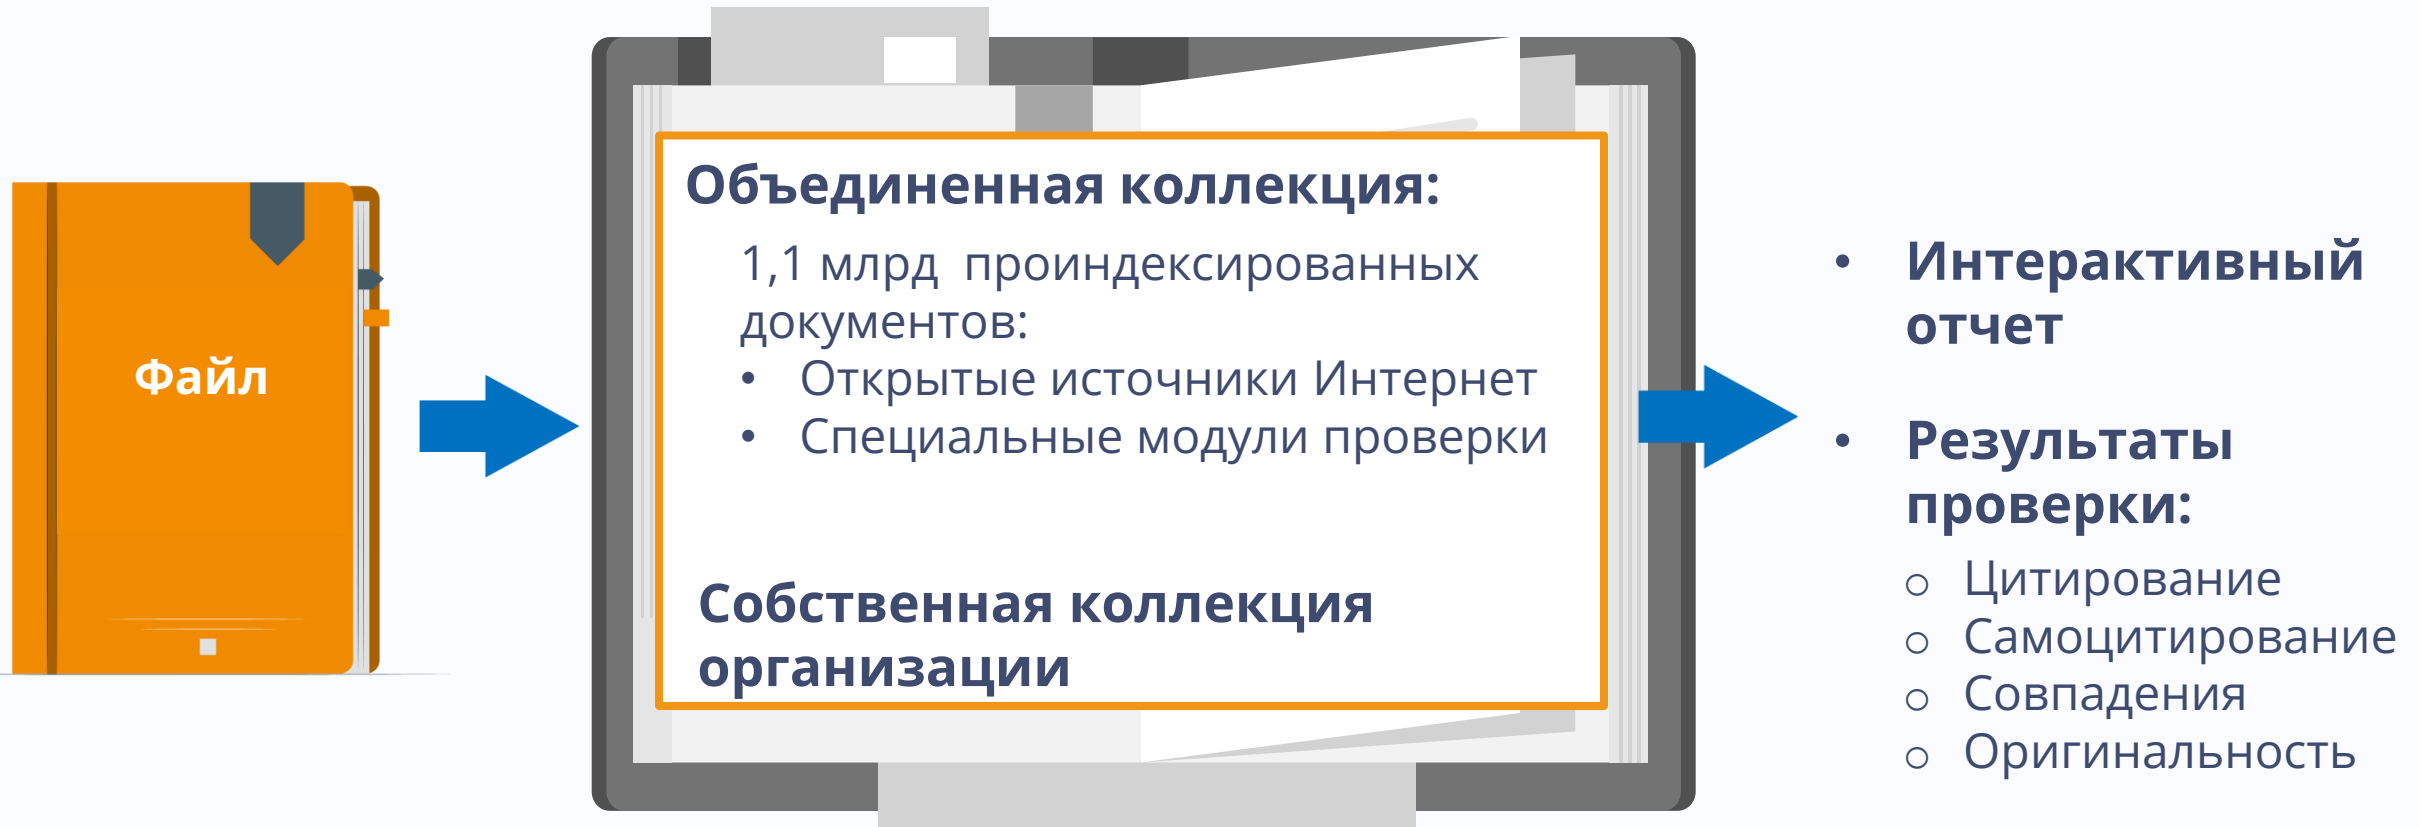 Файл
Объединенная коллекция:
1,1 млрд  проиндексированных
документов:
• Открытые источники Интернет
• Специальные модули проверки
Собственная коллекция
организации
• Интерактивный
отчет
• Результаты
проверки:
○ Цитирование
○ Самоцитирование
○ Совпадения
○ Оригинальность